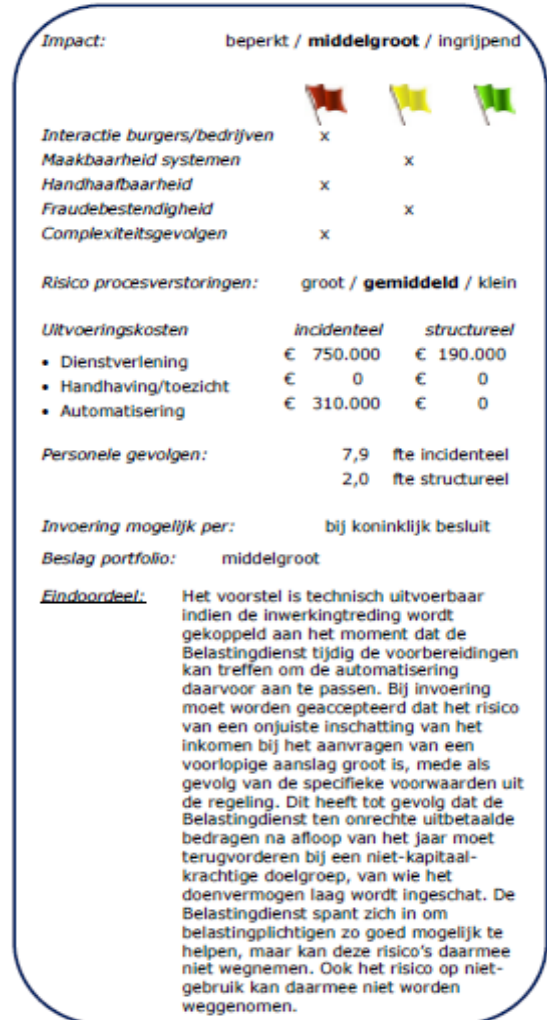 Impact: beperkt / middelgroot / ingrijpend
Interactie burgers/bedrijven x
Maakbaarheid systemen x
Handhaafbaarheid x
Fraudebestendigheid x
Complexiteitsgevolgen x
Risico procesverstoringen: groot / gemiddeld / klein
Uitvoeringskosten incidenteel structureel
• Dienstverlening € 750.000 € 190.000
• Handhaving/toezicht € 0 € 0
• Automatisering € 310.000 € 0
Personele gevolgen: 7,9 fte incidenteel
2,0 fte structureel
Invoering mogelijk per: bij koninklijk besluit
Beslag portfolio: middelgroot
Eindoordeel: Het voorstel is technisch uitvoerbaar
indien de inwerkingtreding wordt
gekoppeld aan het moment dat de
Belastingdienst tijdig de voorbereidingen
kan treffen om de automatisering
daarvoor aan te passen. Bij invoering
moet worden geaccepteerd dat het risico
van een onjuiste inschatting van het
inkomen bij het aanvragen van een
voorlopige aanslag groot is, mede als
gevolg van de specifieke voorwaarden uit
de regeling. Dit heeft tot gevolg dat de
Belastingdienst ten onrechte uitbetaalde
bedragen na afloop van het jaar moet
terugvorderen bij een niet-kapitaal-
krachtige doelgroep, van wie het
doenvermogen laag wordt ingeschat. De
Belastingdienst spant zich in om
belastingplichtigen zo goed mogelijk te
helpen, maar kan deze risico's daarmee
niet wegnemen. Ook het risico op niet-
gebruik kan daarmee niet worden
weggenomen.